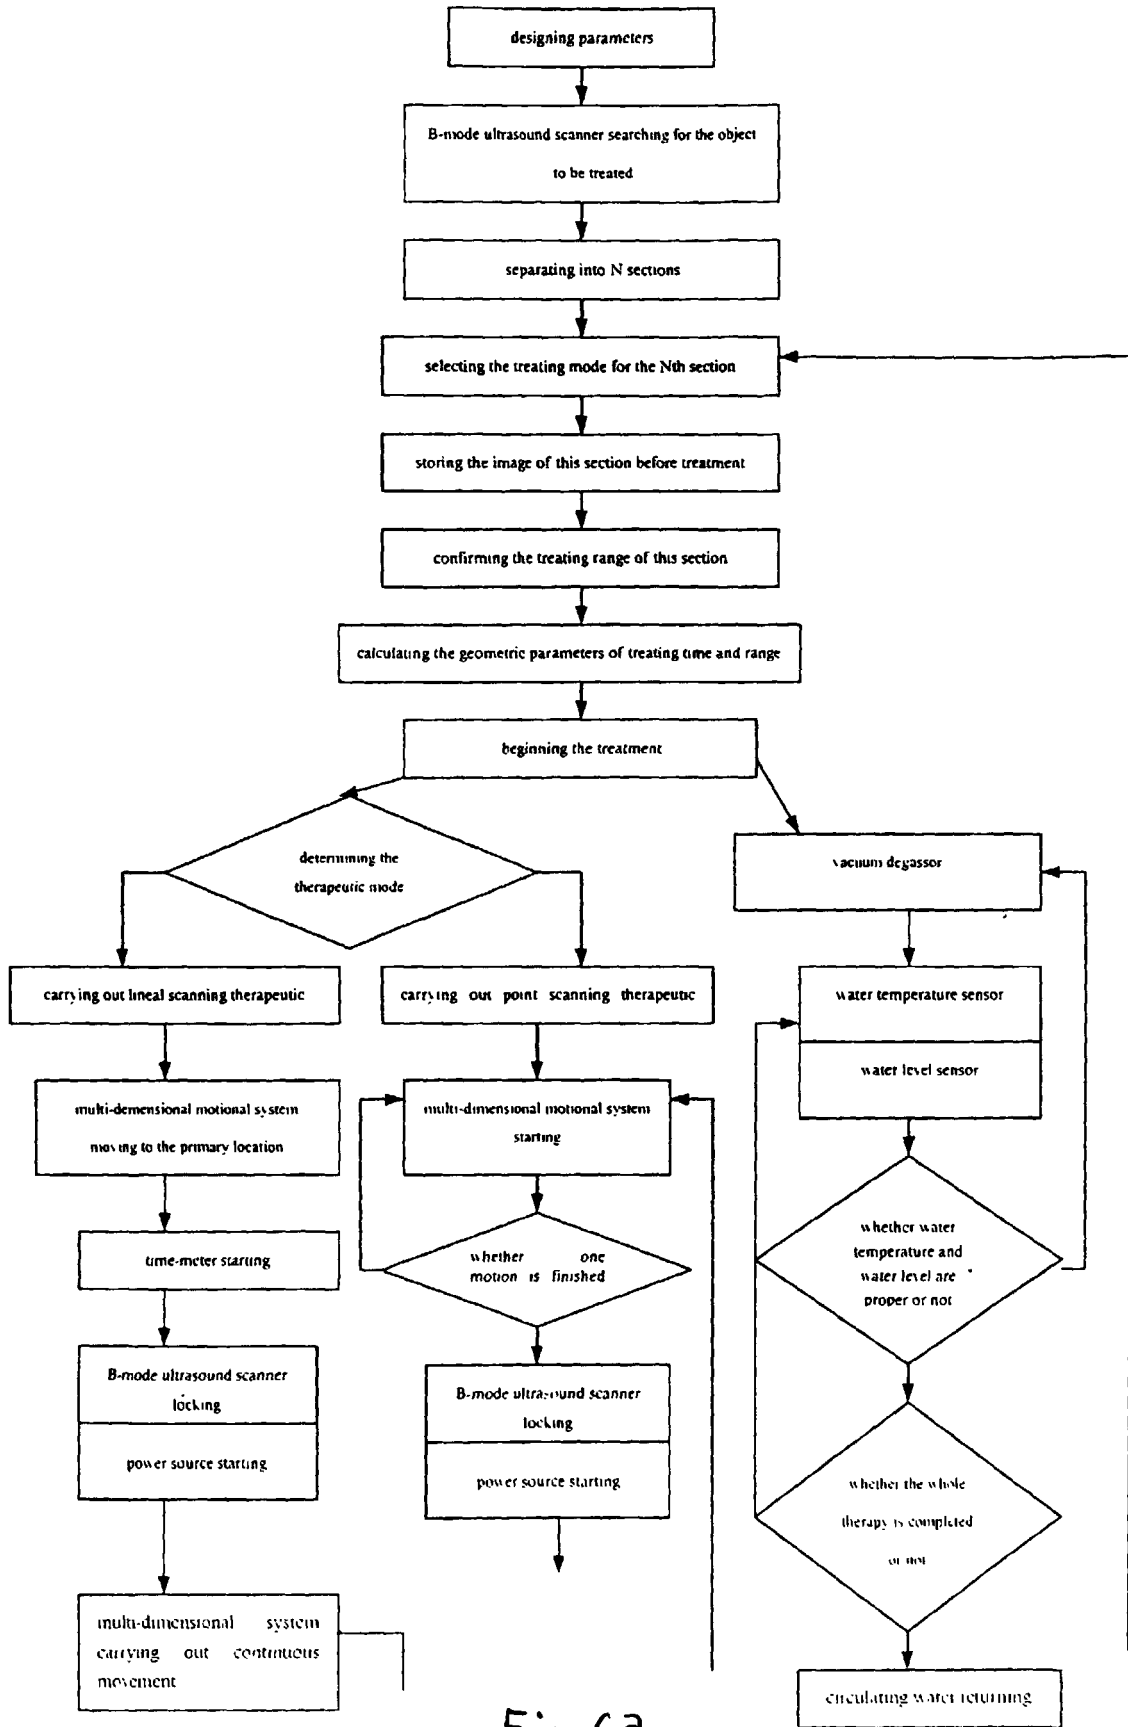 designing parameters
B-mode ultrasound scanner searching for the object
to be treated
separating into N sections
selecting the treating mode for the Nth section
storing the image of this section before treatment
confirming the treating range of this section
calculating the geometric parameters of treating time and range
beginning the treatment
determining the
therapeutic mode
vacuum degassor
carrying out lineal scanning therapeutic
carrying out point scanning therapeutic
water temperature sensor
water level sensor
multi-demensional motional system
moving to the primary location
multi-dimensional motional system
starting
time-meter starting
whether one
motion is finished
whether water
temperature and
water level are
proper or not
B-mode ultrasound scanner
locking
power source starting
B-mode ultrasound scanner
locking
power source starting
whether the whole
therapy is completed
or not
multi-dimensional system
carrying out continuous
movement
circulating water returning